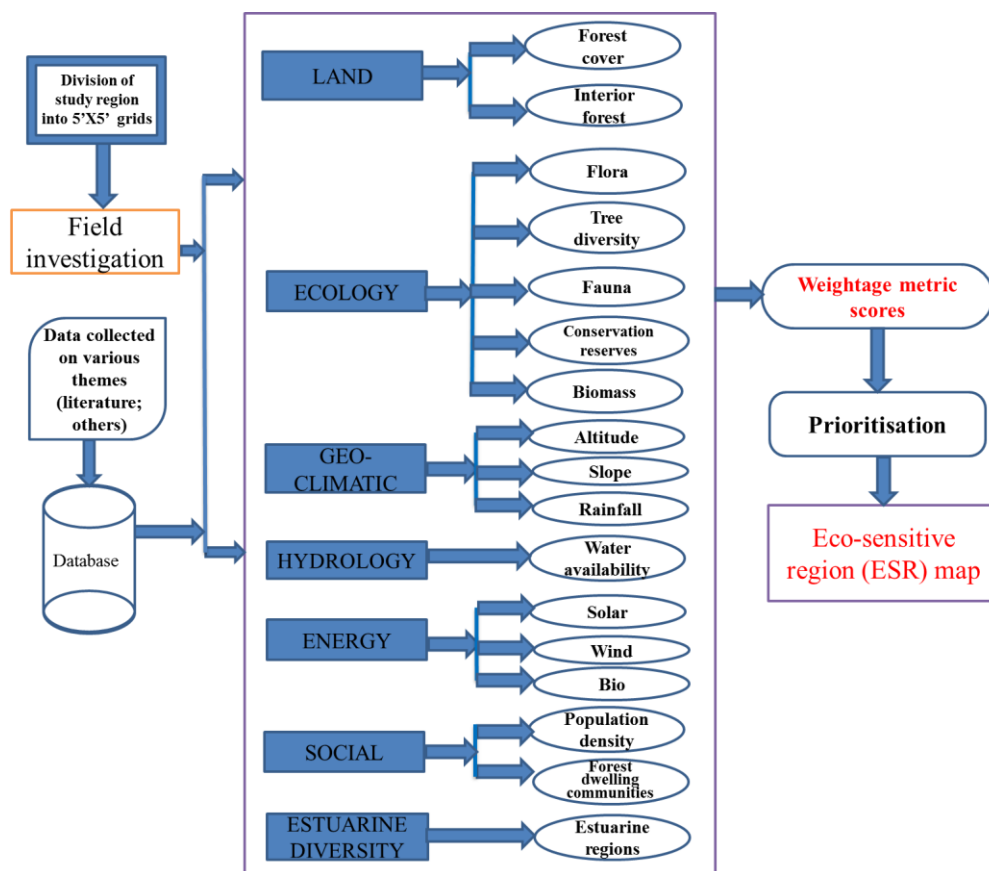 Division of
study region
into 5’X5’ grids
Field
investigation
Data collected
on various
themes
(literature;
others)
Database
LAND
Forest
cover
Interior
forest
ECOLOGY
Flora
Tree
diversity
Fauna
Conservation
reserves
Biomass
GEO-
CLIMATIC
Altitude
Slope
Rainfall
HYDROLOGY
Water
availability
ENERGY
Solar
Wind
Bio
SOCIAL
Population
density
Forest
dwelling
communities
ESTUARINE
DIVERSITY
Estuarine
regions
Weightage metric
scores
Prioritisation
Eco-sensitive
region (ESR) map